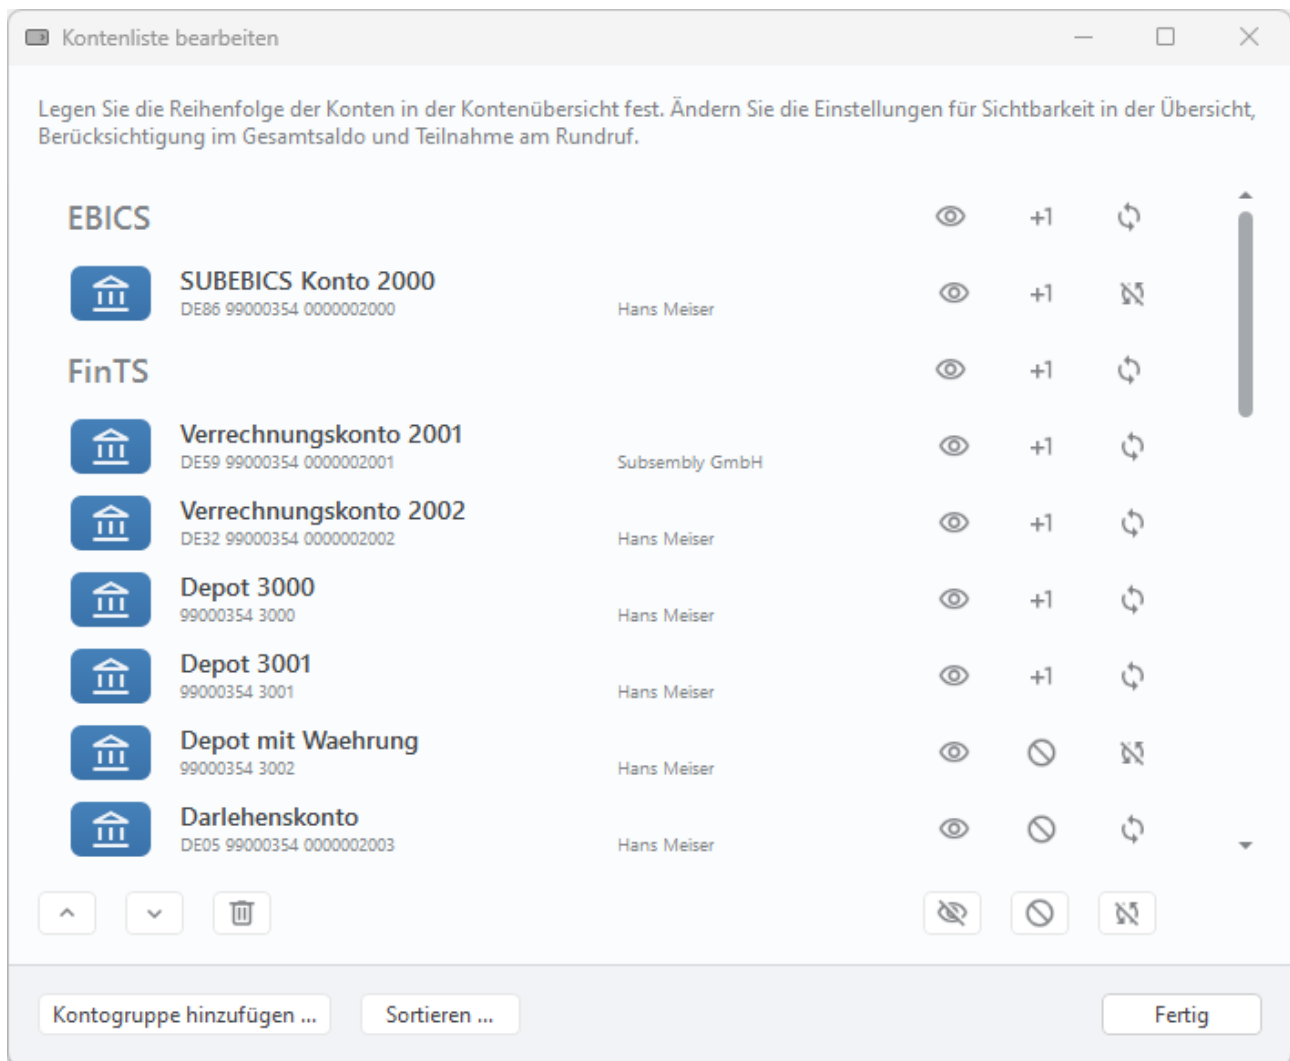 Kontenliste bearbeiten
Legen Sie die Reihenfolge der Konten in der Kontenübersicht fest. Ändern Sie die Einstellungen für Sichtbarkeit in der Übersicht,
Berücksichtigung im Gesamtsaldo und Teilnahme am Rundruf.
EBICS +1
SUBEBICS Konto 2000
DE86 99000354 0000002000 Hans Meiser +1
FinTS +1
Verrechnungskonto 2001
DE59 99000354 0000002001 Subsembly GmbH +1
Verrechnungskonto 2002
DE32 99000354 0000002002 Hans Meiser +1
Depot 3000
99000354 3000 Hans Meiser +1
Depot 3001
99000354 3001 Hans Meiser +1
Depot mit Waehrung
99000354 3002 Hans Meiser
Darlehenskonto
DE05 99000354 0000002003 Hans Meiser
Kontogruppe hinzufügen ... Sortieren ... Fertig